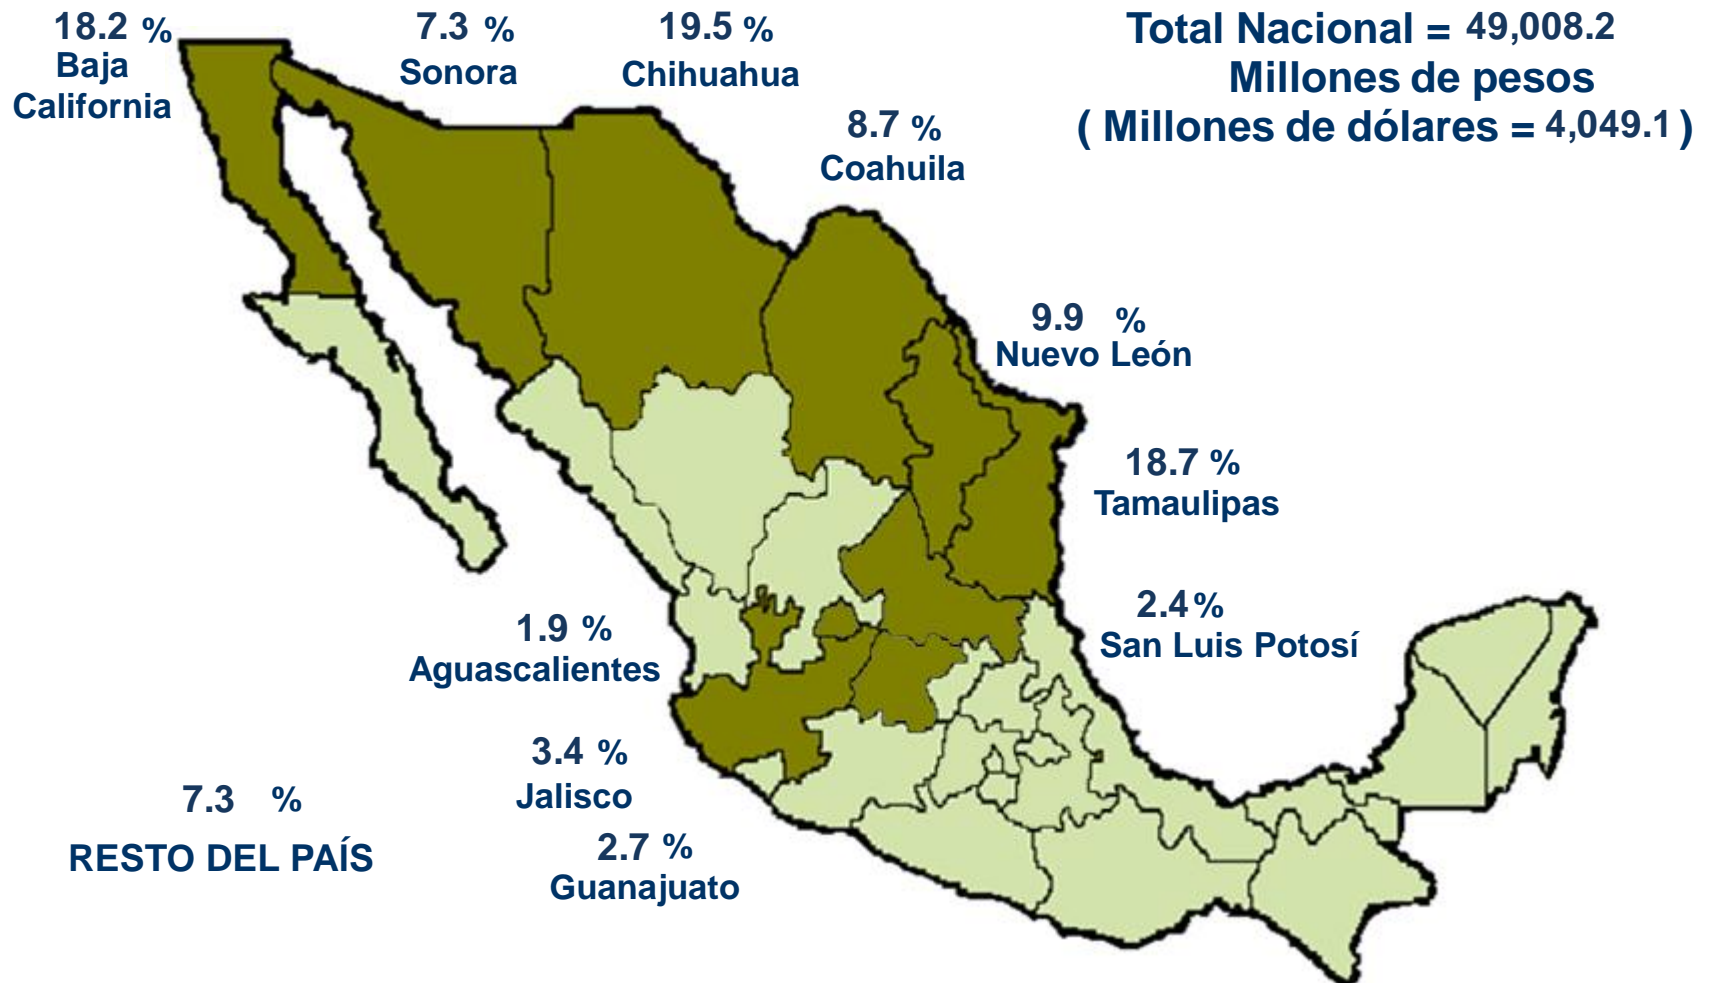 18.2 %
Baja
California
7.3 %
Sonora
19.5 %
Chihuahua
Total Nacional = 49,008.2
Millones de pesos
( Millones de dólares = 4,049.1 )
8.7 %
Coahuila
9.9 %
Nuevo León
18.7 %
Tamaulipas
2.4 %
San Luis Potosí
1.9 %
Aguascalientes
3.4 %
Jalisco
2.7 %
Guanajuato
7.3 %
RESTO DEL PAÍS